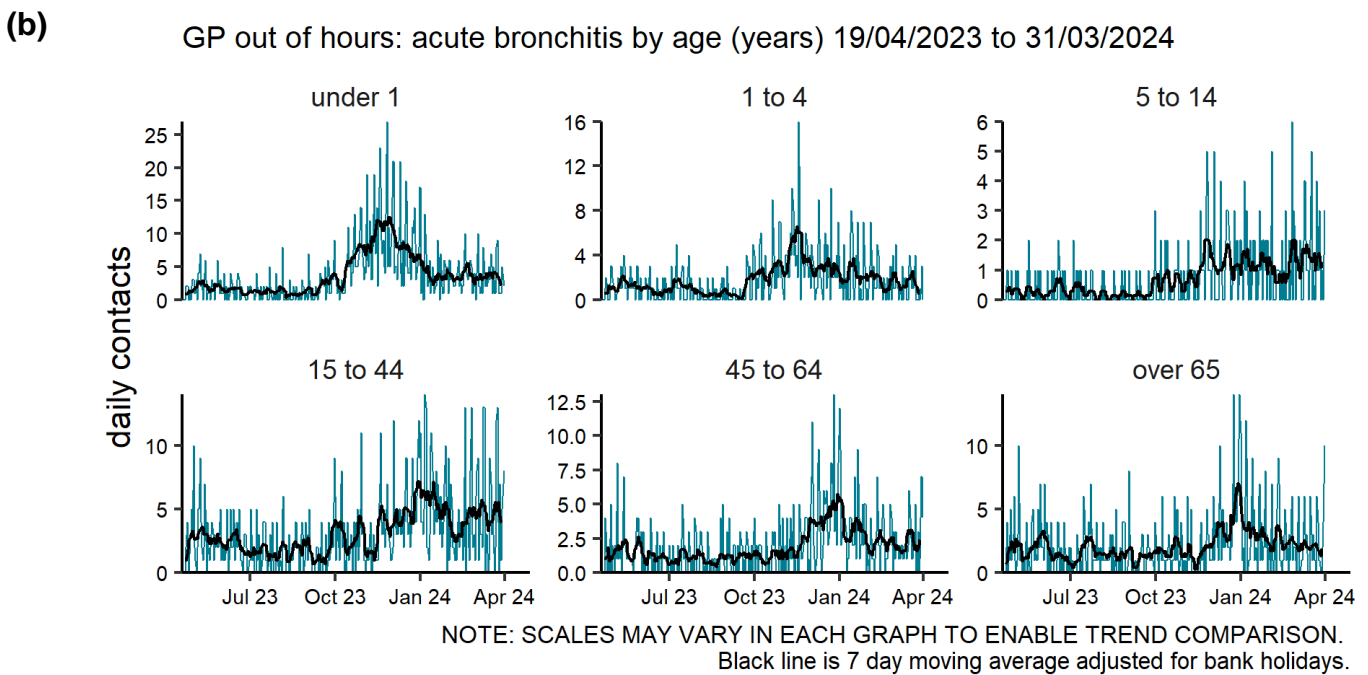 (b)
GP out of hours: acute bronchitis by age (years) 19/04/2023 to 31/03/2024
daily contacts
under 1
25
20
15
10
5
0
1 to 4
16
12
8
4
0
5 to 14
6
5
4
3
2
1
0
15 to 44
10
5
0
Jul 23 Oct 23 Jan 24 Apr 24
45 to 64
12.5
10.0
7.5
5.0
2.5
0.0
Jul 23 Oct 23 Jan 24 Apr 24
over 65
10
5
0
Jul 23 Oct 23 Jan 24 Apr 24
NOTE: SCALES MAY VARY IN EACH GRAPH TO ENABLE TREND COMPARISON.
Black line is 7 day moving average adjusted for bank holidays.